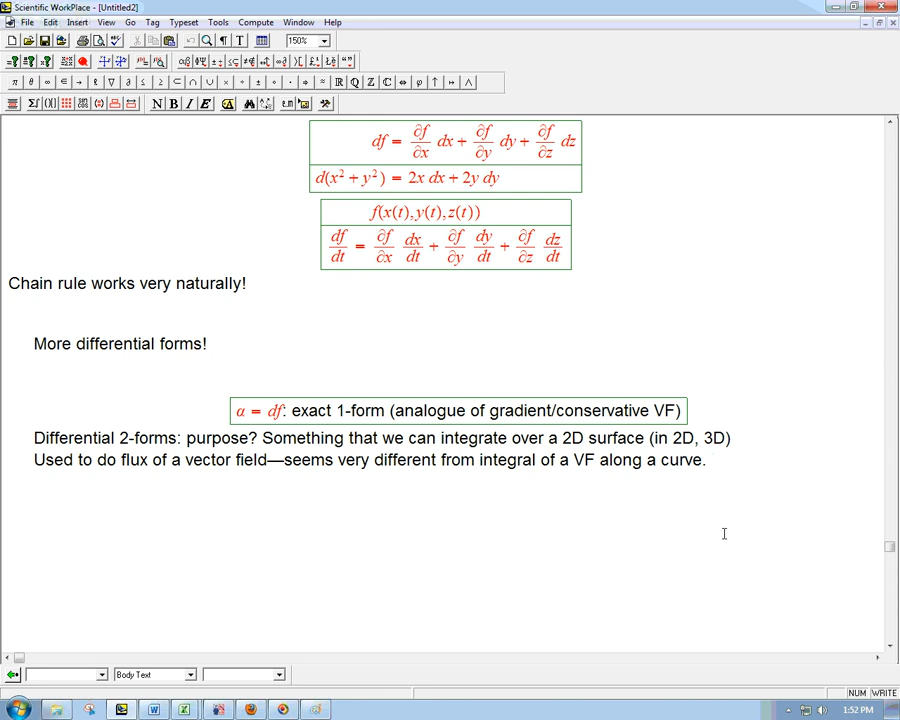 Scientific WorkPlace - [Untitled2]
File Edit Insert View Go Tag Typeset Tools Compute Window Help
150%
π θ ∞ ∈ → ℓ ∇ ∂ ≤ ± ⊂ ∩ ∪ × ÷ ± ∘ · ⇒ ≈ ℝ ℚ ℤ ℂ ⇔ φ ↑ ↦ ∧
N B I E
df = ∂f/∂x dx + ∂f/∂y dy + ∂f/∂z dz
d(x² + y²) = 2x dx + 2y dy
f(x(t), y(t), z(t))
df/dt = ∂f/∂x dx/dt + ∂f/∂y dy/dt + ∂f/∂z dz/dt
Chain rule works very naturally!
More differential forms!
α = df: exact 1-form (analogue of gradient/conservative VF)
Differential 2-forms: purpose? Something that we can integrate over a 2D surface (in 2D, 3D)
Used to do flux of a vector field—seems very different from integral of a VF along a curve.
Body Text
NUM WRITE
1:52 PM